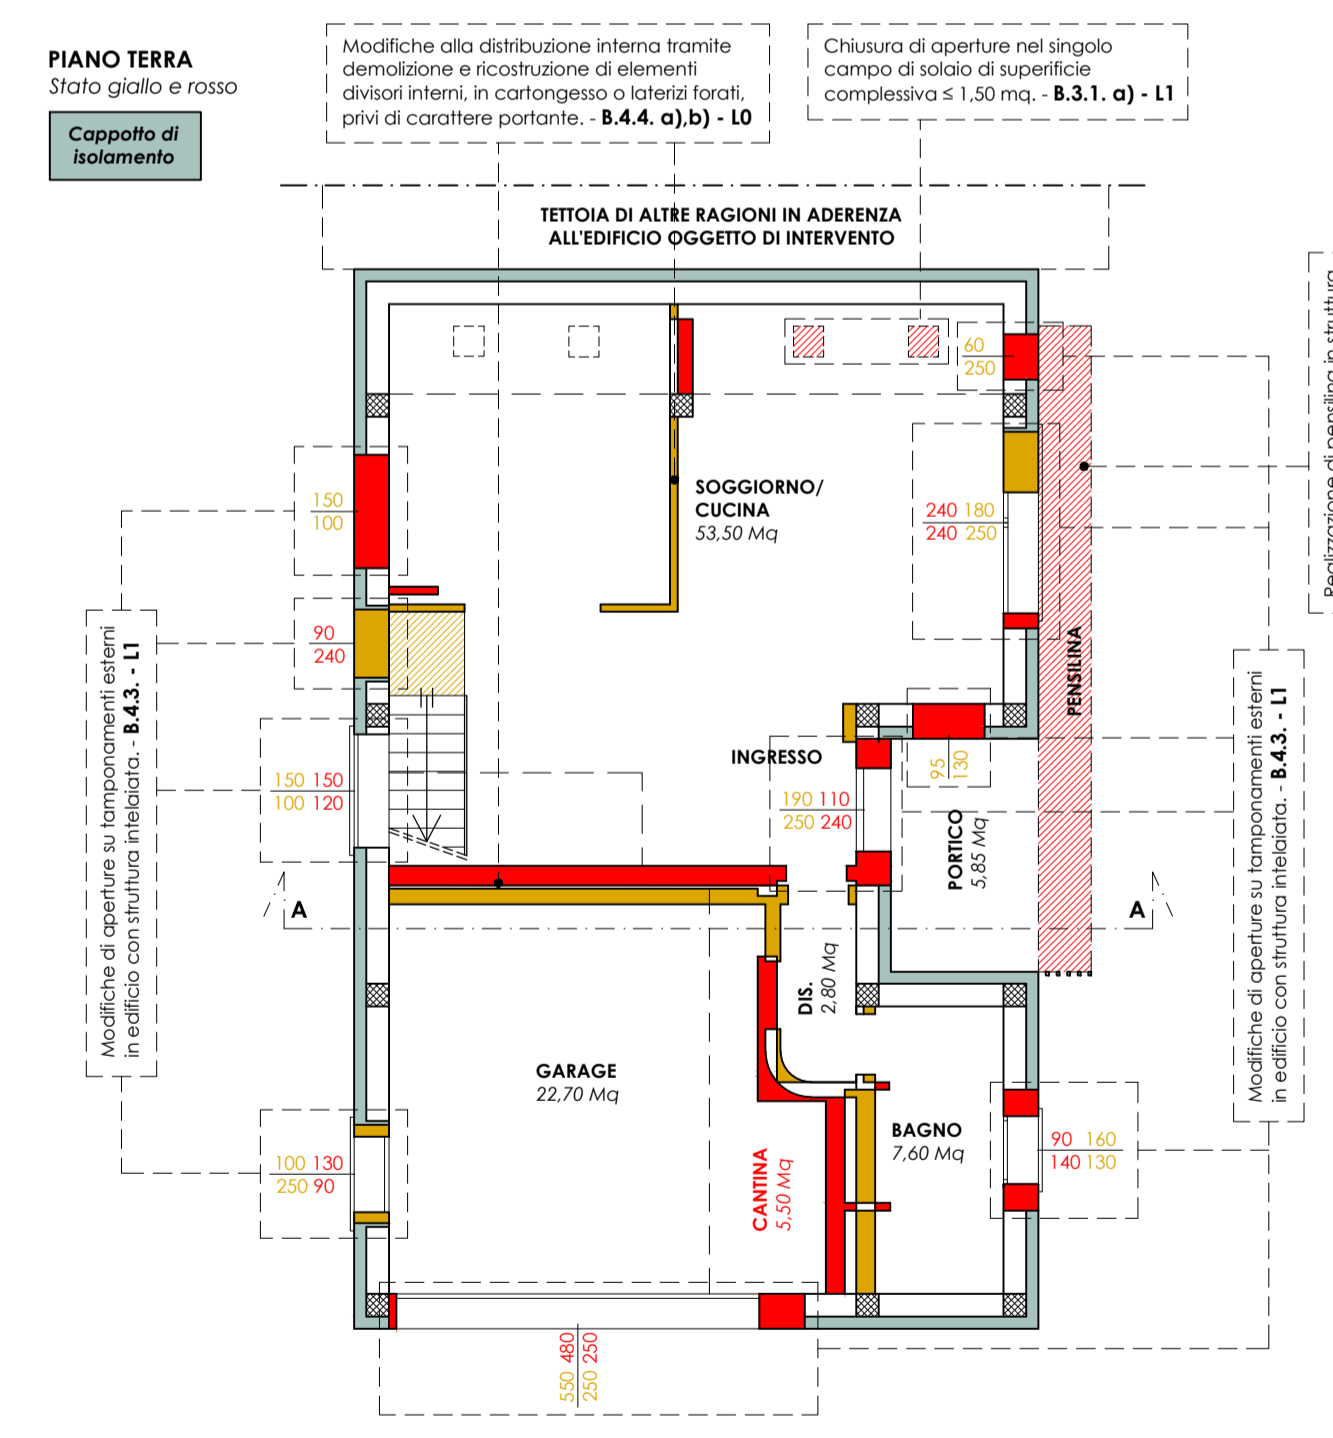 PIANO TERRA
Stato giallo e rosso
Cappotto di
isolamento
Modifiche alla distribuzione interna tramite
demolizione e ricostruzione di elementi
divisori interni, in cartongesso o laterizi forati,
privi di carattere portante. - B.4.4. a),b) - L0
Chiusura di aperture nel singolo
campo di solaio di superificie
complessiva ≤ 1,50 mq. - B.3.1. a) - L1
TETTOIA DI ALTRE RAGIONI IN ADERENZA
ALL'EDIFICIO OGGETTO DI INTERVENTO
Realizzazione di pensilina in struttura
60
250
150
100
SOGGIORNO/
CUCINA
53,50 Mq
240 180
240 250
90
240
PENSILINA
Modifiche di aperture su tamponamenti esterni
in edificio con struttura intelaiata. - B.4.3. - L1
INGRESSO
95
130
150 150
100 120
190 110
250 240
PORTICO
5,85 Mq
Modifiche di aperture su tamponamenti esterni
in edificio con struttura intelaiata. - B.4.3. - L1
A
A
DIS.
2,80 Mq
GARAGE
22,70 Mq
BAGNO
7,60 Mq
CANTINA
5,50 Mq
90 160
140 130
100 130
250 90
550 480
250 250